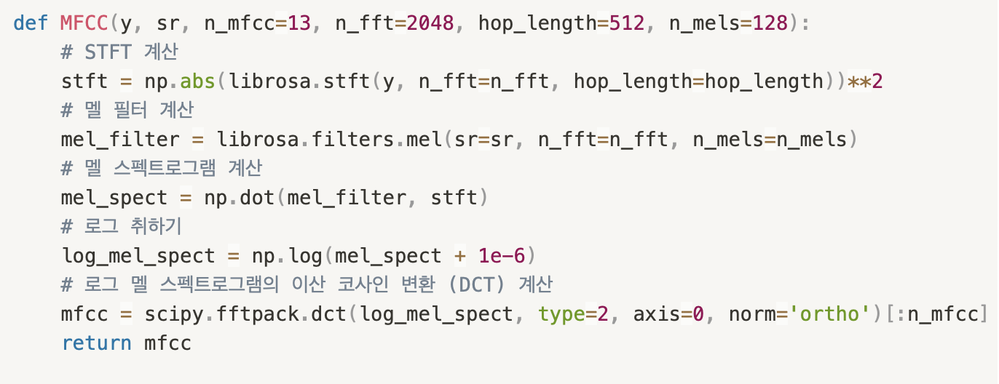 def MFCC(y, sr, n_mfcc=13, n_fft=2048, hop_length=512, n_mels=128):
    # STFT 계산
    stft = np.abs(librosa.stft(y, n_fft=n_fft, hop_length=hop_length))**2
    # 멜 필터 계산
    mel_filter = librosa.filters.mel(sr=sr, n_fft=n_fft, n_mels=n_mels)
    # 멜 스펙트로그램 계산
    mel_spect = np.dot(mel_filter, stft)
    # 로그 취하기
    log_mel_spect = np.log(mel_spect + 1e-6)
    # 로그 멜 스펙트로그램의 이산 코사인 변환 (DCT) 계산
    mfcc = scipy.fftpack.dct(log_mel_spect, type=2, axis=0, norm='ortho')[:n_mfcc]
    return mfcc